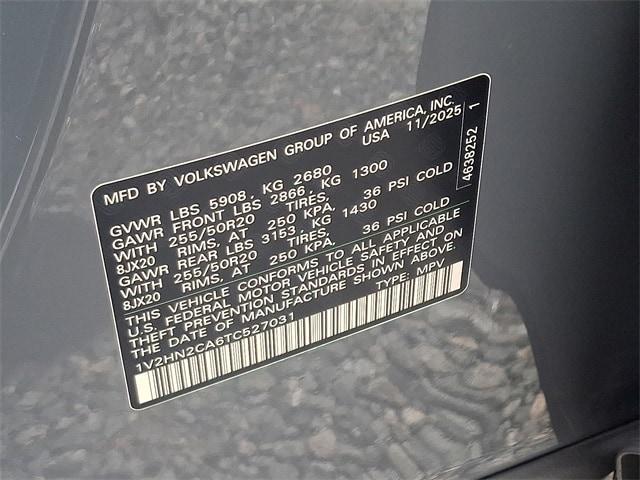 MFD BY VOLKSWAGEN GROUP OF AMERICA, INC.
USA 11/2025
GVWR LBS 5908, KG 2680
GAWR FRONT LBS 2866, KG 1300
WITH 255/50R20 TIRES,
8JX20 RIMS, AT 250 KPA, 36 PSI COLD
GAWR REAR LBS 3153, KG 1430
WITH 255/50R20 TIRES,
8JX20 RIMS, AT 250 KPA, 36 PSI COLD
THIS VEHICLE CONFORMS TO ALL APPLICABLE
U.S. FEDERAL MOTOR VEHICLE SAFETY AND
THEFT PREVENTION STANDARDS IN EFFECT ON
THE DATE OF MANUFACTURE SHOWN ABOVE.
1V2HN2CA6TC527031 TYPE: MPV
4638252 1